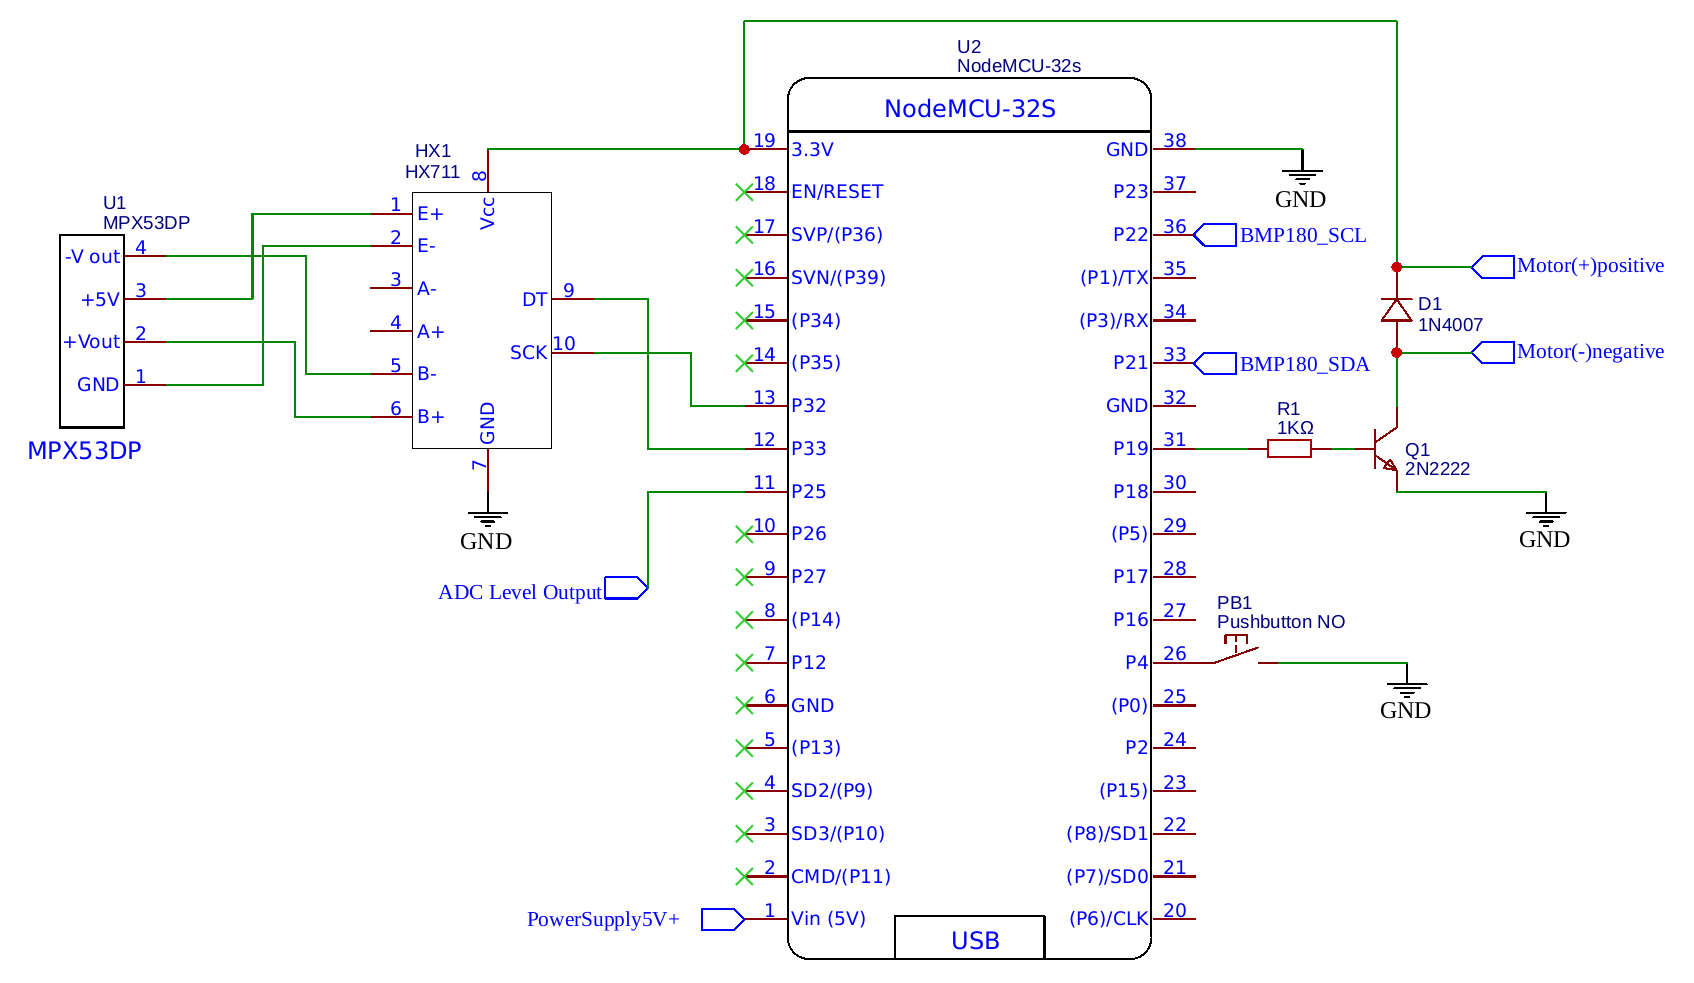 U2
NodeMCU-32s
NodeMCU-32S
19 3.3V
18 EN/RESET
17 SVP/(P36)
16 SVN/(P39)
15 (P34)
14 (P35)
13 P32
12 P33
11 P25
10 P26
9 P27
8 (P14)
7 P12
6 GND
5 (P13)
4 SD2/(P9)
3 SD3/(P10)
2 CMD/(P11)
1 Vin (5V)
GND 38
P23 37
P22 36
(P1)/TX 35
(P3)/RX 34
P21 33
GND 32
P19 31
P18 30
(P5) 29
P17 28
P16 27
P4 26
(P0) 25
P2 24
(P15) 23
(P8)/SD1 22
(P7)/SD0 21
(P6)/CLK 20
USB
HX1
HX711
8
Vcc
1 E+
2 E-
3 A-
4 A+
5 B-
6 B+
DT 9
SCK 10
GND
7
GND
U1
MPX53DP
-V out 4
+5V 3
+Vout 2
GND 1
MPX53DP
ADC Level Output
PowerSupply5V+
GND
BMP180_SCL
BMP180_SDA
Motor(+)positive
D1
1N4007
Motor(-)negative
R1
1KΩ
Q1
2N2222
GND
PB1
Pushbutton NO
GND